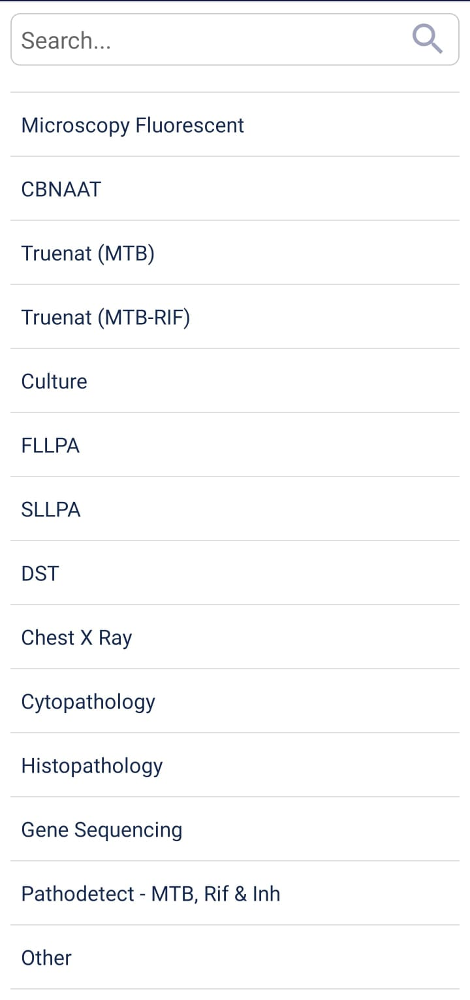 Search...
Microscopy Fluorescent
CBNAAT
Truenat (MTB)
Truenat (MTB-RIF)
Culture
FLLPA
SLLPA
DST
Chest X Ray
Cytopathology
Histopathology
Gene Sequencing
Pathodetect - MTB, Rif & Inh
Other